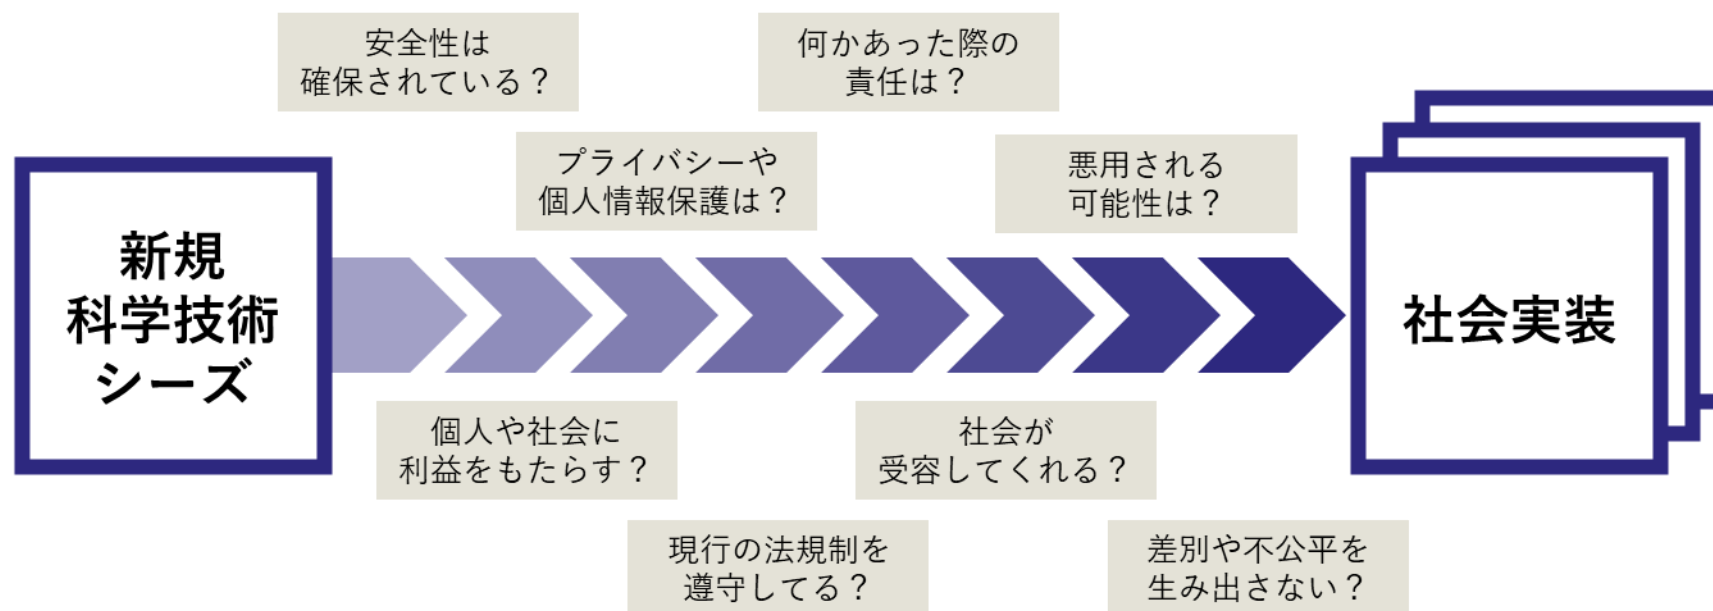 安全性は
確保されている？
何かあった際の
責任は？
プライバシーや
個人情報保護は？
悪用される
可能性は？
新規
科学技術
シーズ
社会実装
個人や社会に
利益をもたらす？
社会が
受容してくれる？
現行の法規制を
遵守してる？
差別や不公平を
生み出さない？